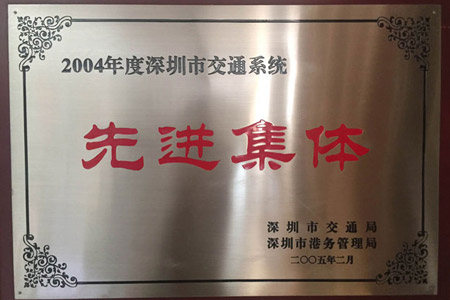 2004年度深圳市交通系统
先进集体
深圳市交通局
深圳市港务管理局
二〇〇五年二月